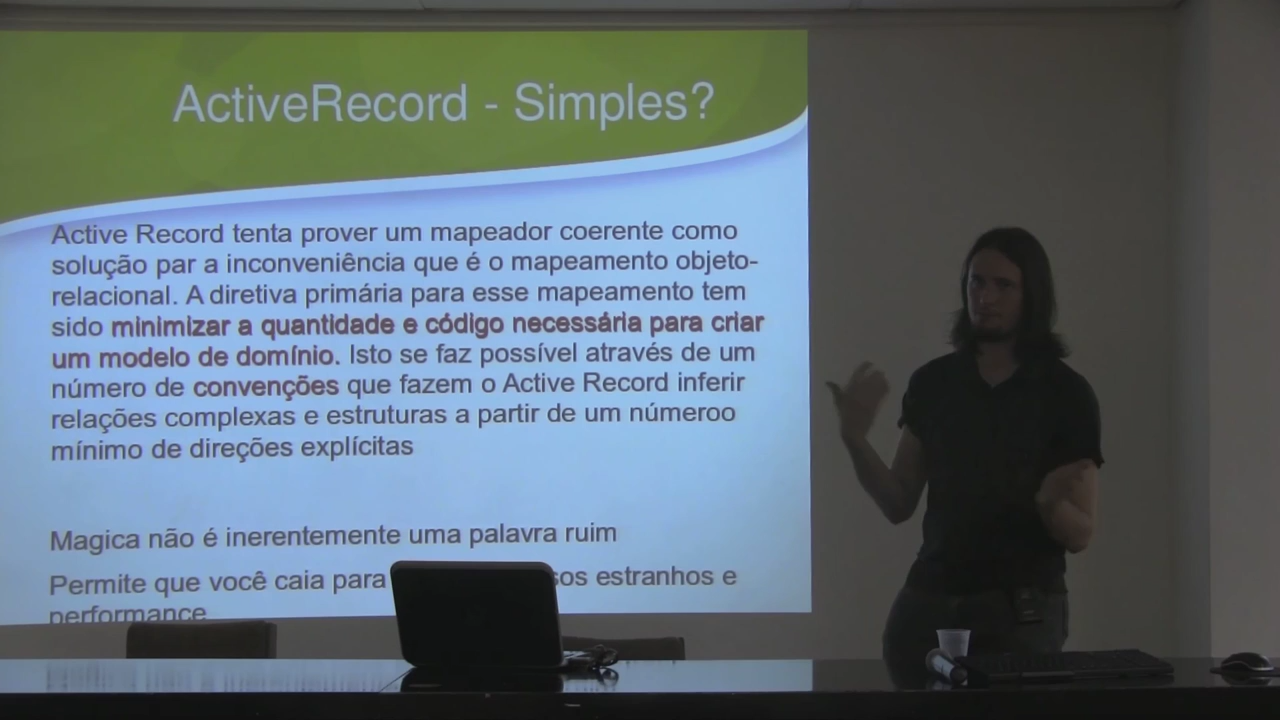 ActiveRecord - Simples?
Active Record tenta prover um mapeador coerente como
solução par a inconveniência que é o mapeamento objeto-
relacional. A diretiva primária para esse mapeamento tem
sido minimizar a quantidade e código necessária para criar
um modelo de domínio. Isto se faz possível através de um
número de convenções que fazem o Active Record inferir
relações complexas e estruturas a partir de um númeroo
mínimo de direções explícitas
Magica não é inerentemente uma palavra ruim
Permite que você caia para sos estranhos e
performance